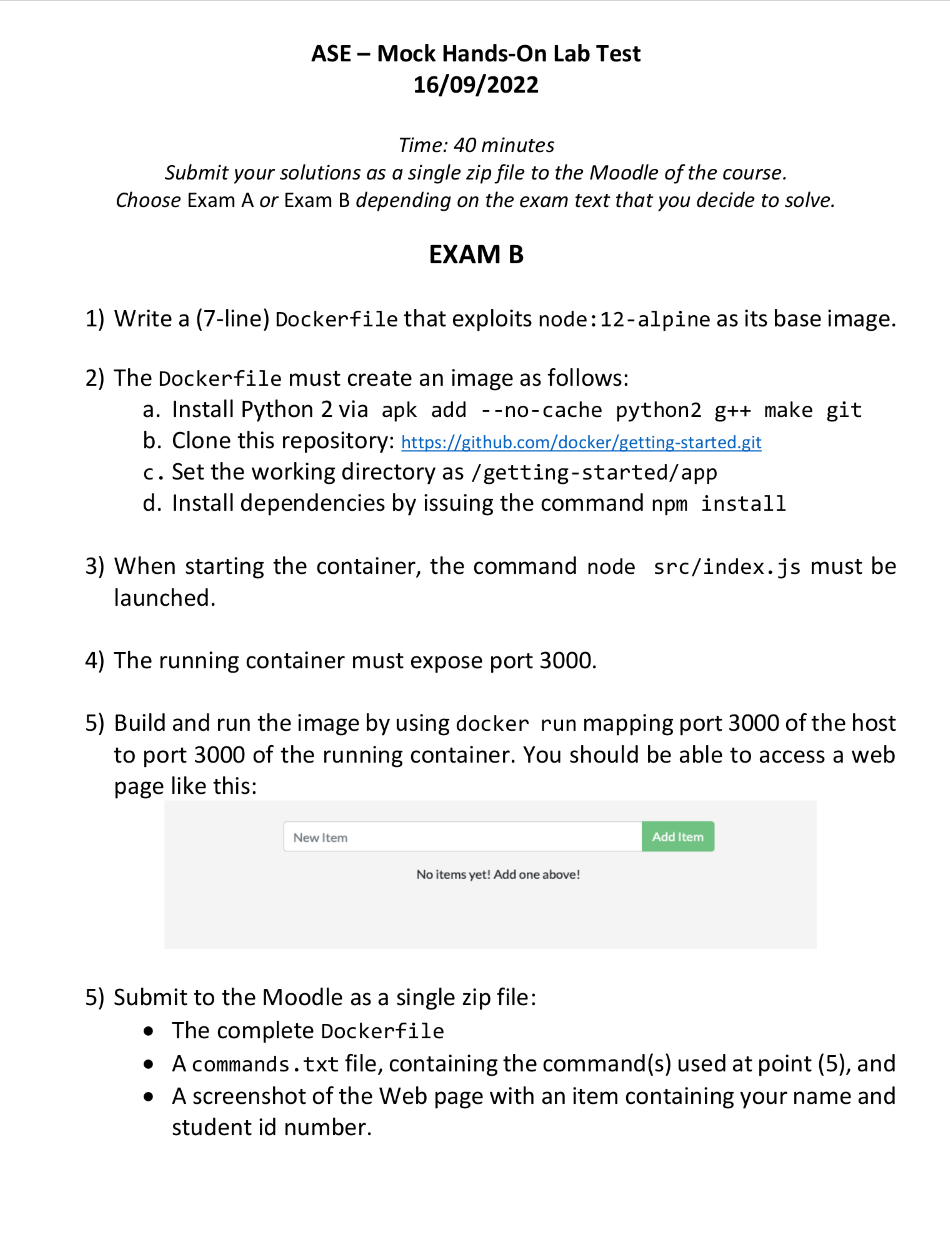 ASE – Mock Hands-On Lab Test
16/09/2022
Time: 40 minutes
Submit your solutions as a single zip file to the Moodle of the course.
Choose Exam A or Exam B depending on the exam text that you decide to solve.
EXAM B
1) Write a (7-line) Dockerfile that exploits node:12-alpine as its base image.
2) The Dockerfile must create an image as follows:
a. Install Python 2 via apk add --no-cache python2 g++ make git
b. Clone this repository: https://github.com/docker/getting-started.git
c. Set the working directory as /getting-started/app
d. Install dependencies by issuing the command npm install
3) When starting the container, the command node src/index.js must be
launched.
4) The running container must expose port 3000.
5) Build and run the image by using docker run mapping port 3000 of the host
to port 3000 of the running container. You should be able to access a web
page like this:
New Item Add Item
No items yet! Add one above!
5) Submit to the Moodle as a single zip file:
• The complete Dockerfile
• A commands.txt file, containing the command(s) used at point (5), and
• A screenshot of the Web page with an item containing your name and
student id number.